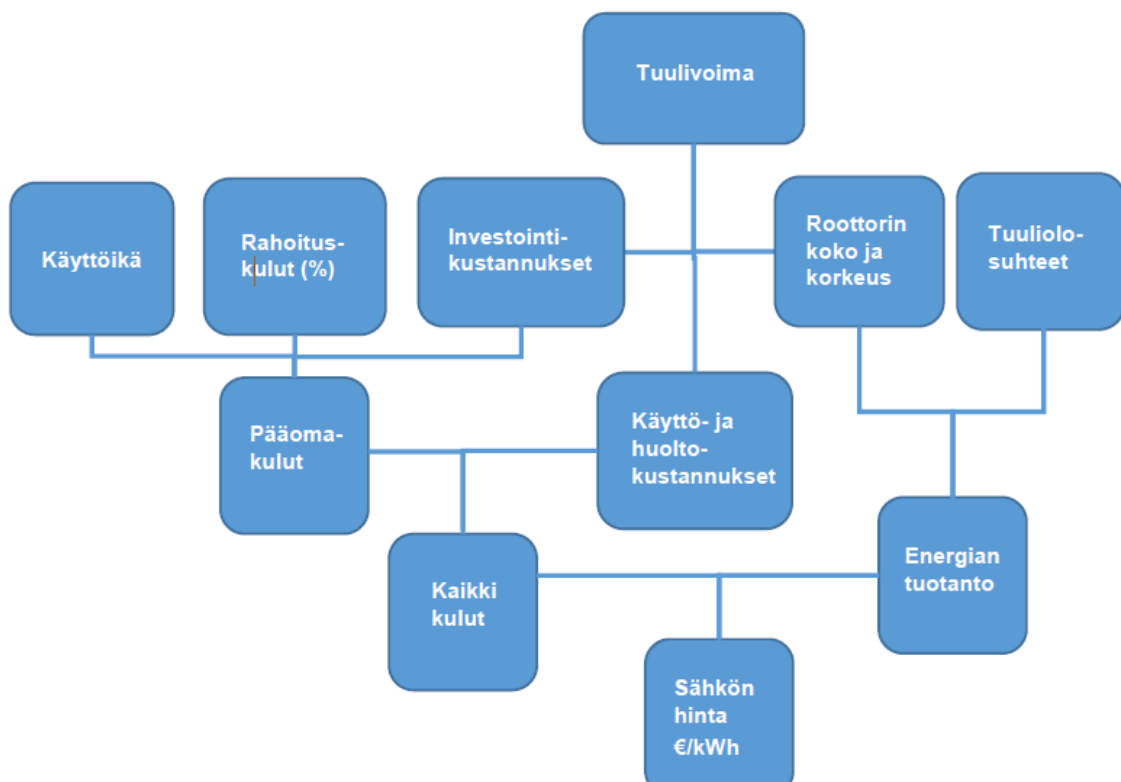 Tuulivoima
Käyttöikä
Rahoitus-
kulut (%)
Investointi-
kustannukset
Roottorin
koko ja
korkeus
Tuuliolo-
suhteet
Pääoma-
kulut
Käyttö- ja
huolto-
kustannukset
Kaikki
kulut
Energian
tuotanto
Sähkön
hinta
€/kWh